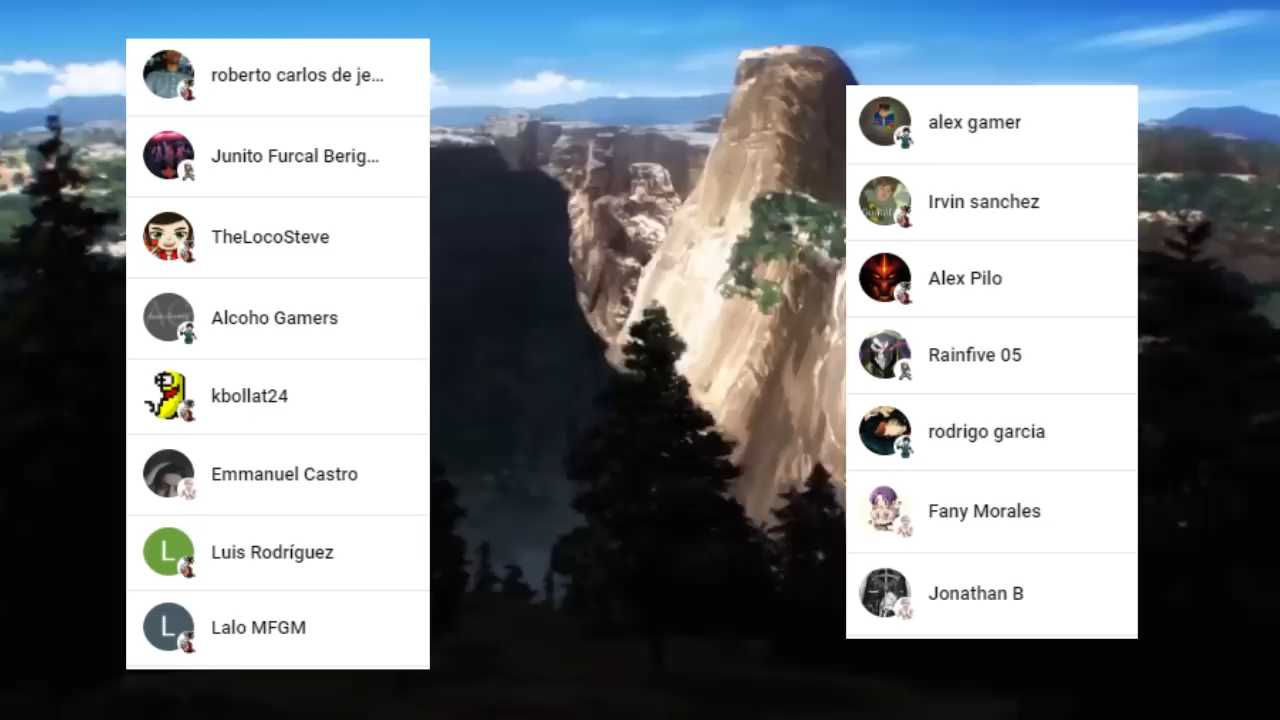 roberto carlos de je...
Junito Furcal Berig...
TheLocoSteve
Alcoho Gamers
kbollat24
Emmanuel Castro
L
Luis Rodríguez
L
Lalo MFGM
alex gamer
Irvin sanchez
Alex Pilo
Rainfive 05
rodrigo garcia
Fany Morales
Jonathan B